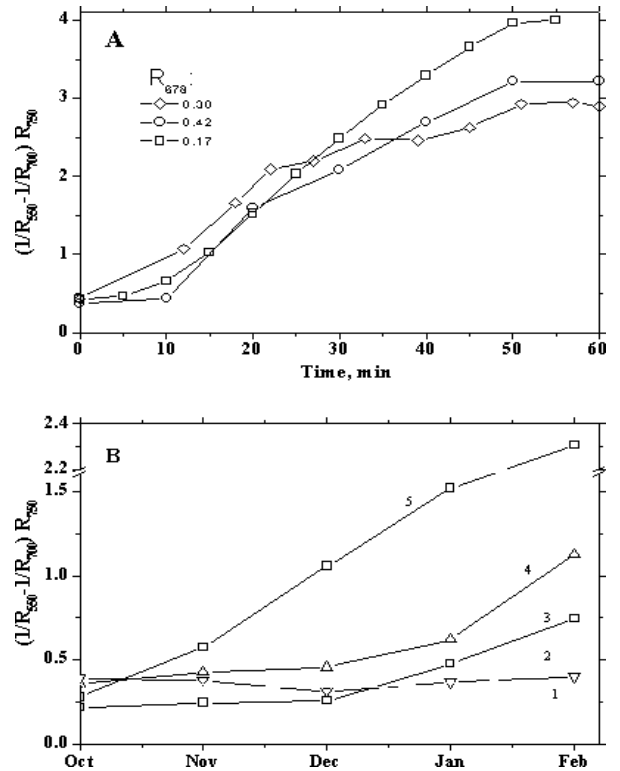 A
R678:
0.30
0.42
0.17
(1/R550-1/R700) R750
4
3
2
1
0
0 10 20 30 40 50 60
Time, min
B
(1/R550-1/R700) R750
2.4
2.2
1.5
1.0
0.5
0.0
5
4
3
2
1
Oct Nov Dec Jan Feb